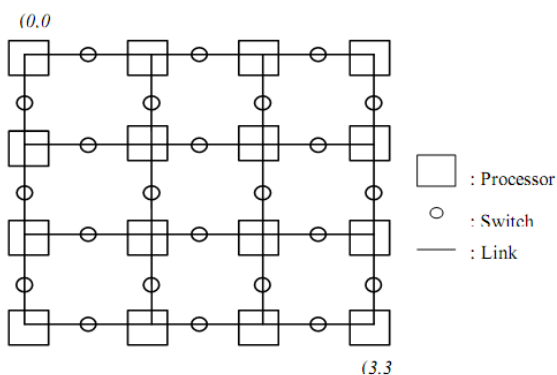 (0.0
: Processor
: Switch
: Link
(3.3